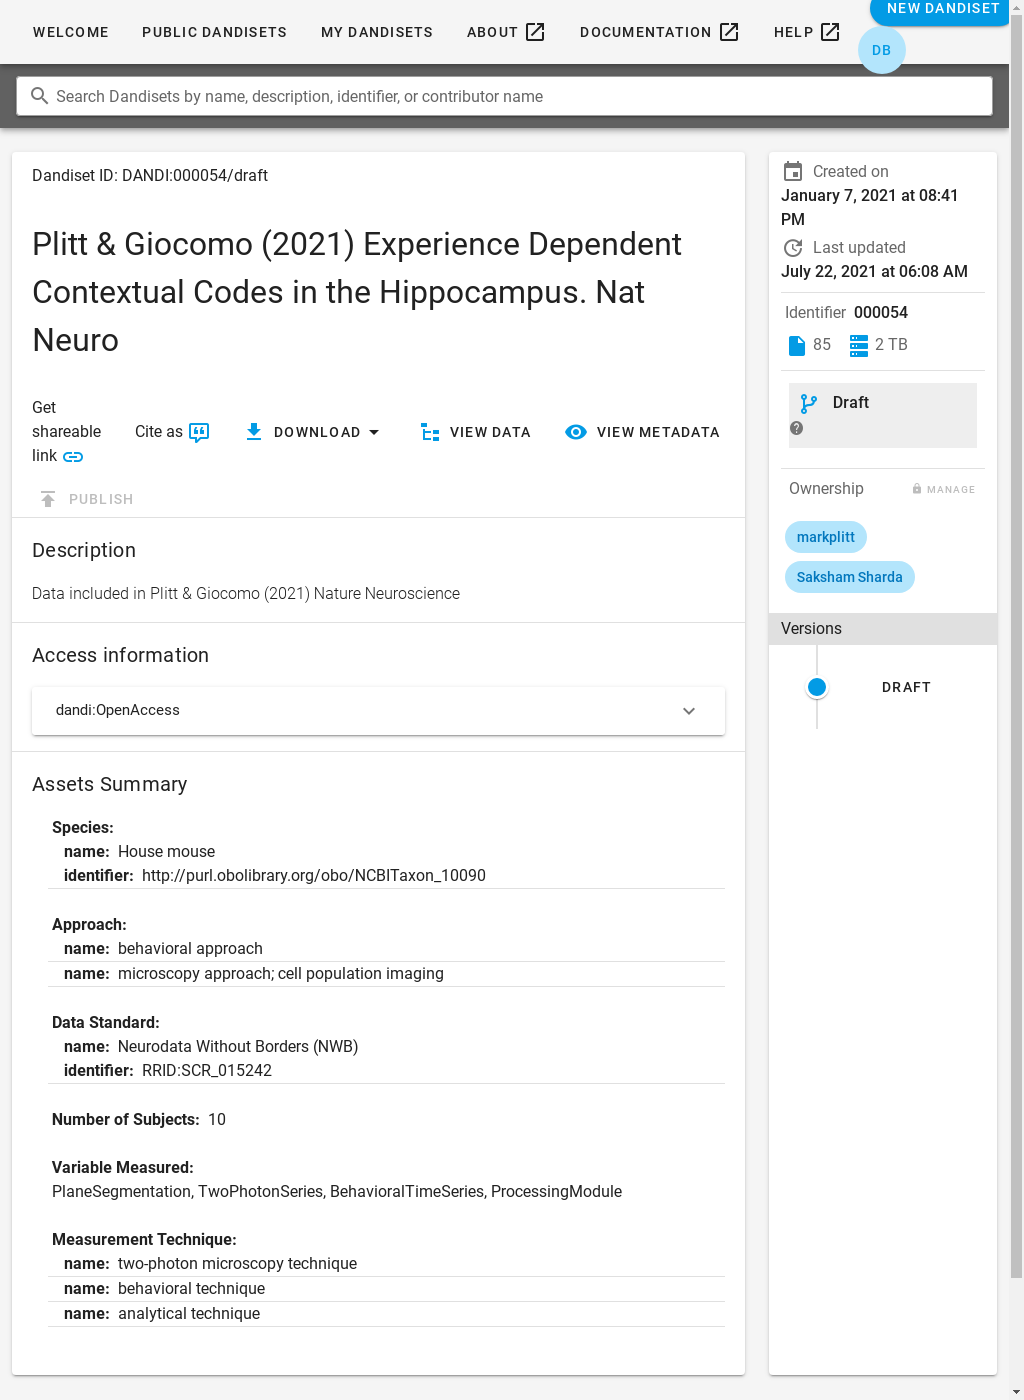 WELCOME
PUBLIC DANDISETS
MY DANDISETS
ABOUT
DOCUMENTATION
HELP
NEW DANDISET
DB
Search Dandisets by name, description, identifier, or contributor name
Dandiset ID: DANDI:000054/draft
Plitt & Giocomo (2021) Experience Dependent
Contextual Codes in the Hippocampus. Nat
Neuro
Get
shareable
link
Cite as
DOWNLOAD
VIEW DATA
VIEW METADATA
PUBLISH
Description
Data included in Plitt & Giocomo (2021) Nature Neuroscience
Access information
dandi:OpenAccess
Assets Summary
Species:
name: House mouse
identifier: http://purl.obolibrary.org/obo/NCBITaxon_10090
Approach:
name: behavioral approach
name: microscopy approach; cell population imaging
Data Standard:
name: Neurodata Without Borders (NWB)
identifier: RRID:SCR_015242
Number of Subjects: 10
Variable Measured:
PlaneSegmentation, TwoPhotonSeries, BehavioralTimeSeries, ProcessingModule
Measurement Technique:
name: two-photon microscopy technique
name: behavioral technique
name: analytical technique
Created on
January 7, 2021 at 08:41
PM
Last updated
July 22, 2021 at 06:08 AM
Identifier 000054
85 2 TB
Draft
Ownership
MANAGE
markplitt
Saksham Sharda
Versions
DRAFT